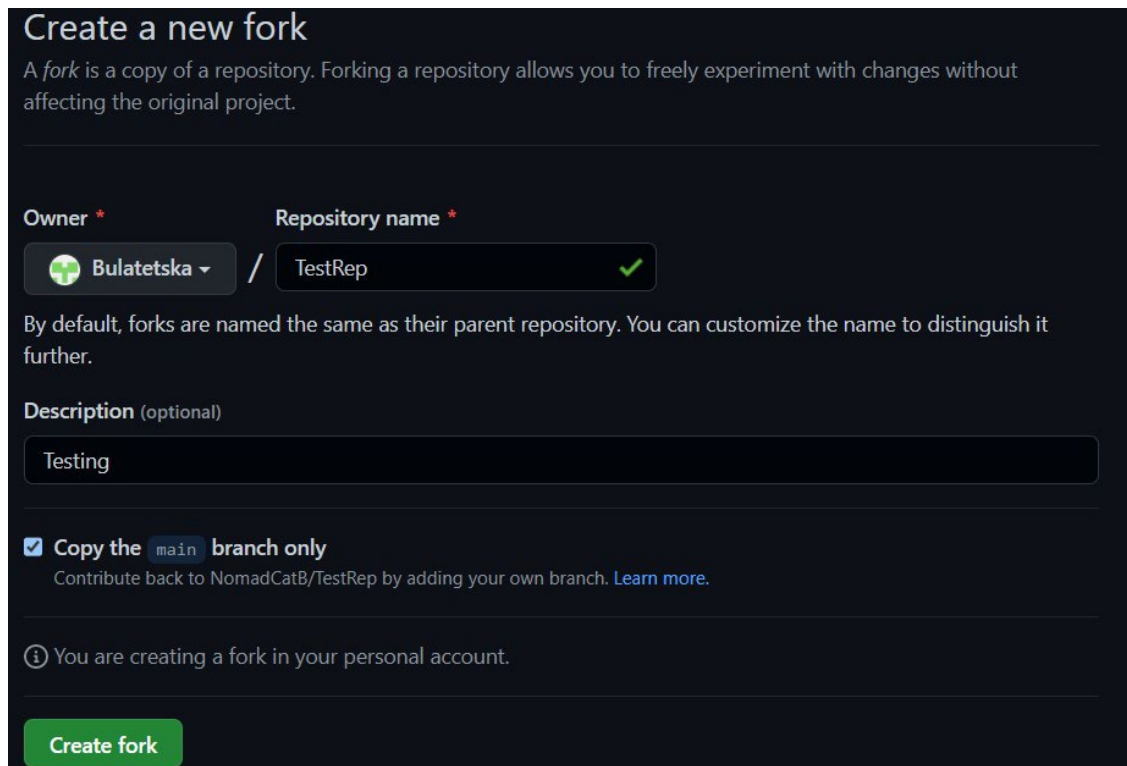 Create a new fork
A fork is a copy of a repository. Forking a repository allows you to freely experiment with changes without
affecting the original project.
Owner * Repository name *
Bulatetska / TestRep
By default, forks are named the same as their parent repository. You can customize the name to distinguish it
further.
Description (optional)
Testing
Copy the main branch only
Contribute back to NomadCatB/TestRep by adding your own branch. Learn more.
You are creating a fork in your personal account.
Create fork